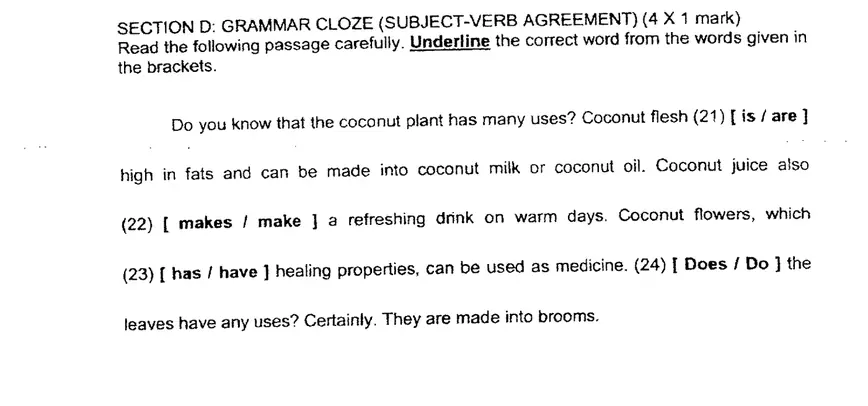 SECTION D: GRAMMAR CLOZE (SUBJECT-VERB AGREEMENT) (4 X 1 mark)
Read the following passage carefully. Underline the correct word from the words given in
the brackets.
Do you know that the coconut plant has many uses? Coconut flesh (21) [ is / are ]
high in fats and can be made into coconut milk or coconut oil. Coconut juice also
(22) [ makes / make ] a refreshing drink on warm days. Coconut flowers, which
(23) [ has / have ] healing properties, can be used as medicine. (24) [ Does / Do ] the
leaves have any uses? Certainly. They are made into brooms.